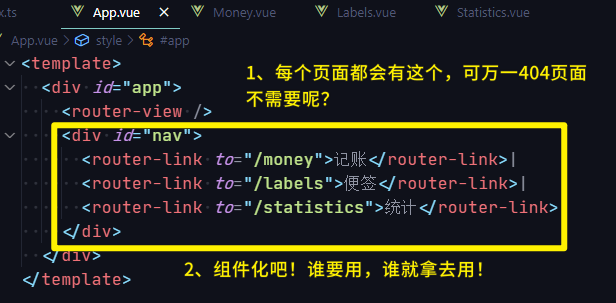 x.ts App.vue × Money.vue Labels.vue Statistics.vue
App.vue > style > #app
<template>
<div id="app">
1、每个页面都会有这个，可万一404页面
不需要呢？
<router-view />
<div id="nav">
<router-link to="/money">记账</router-link>|
<router-link to="/labels">便签</router-link>|
<router-link to="/statistics">统计</router-link>
</div>
</div>
2、组件化吧！谁要用，谁就拿去用！
</template>